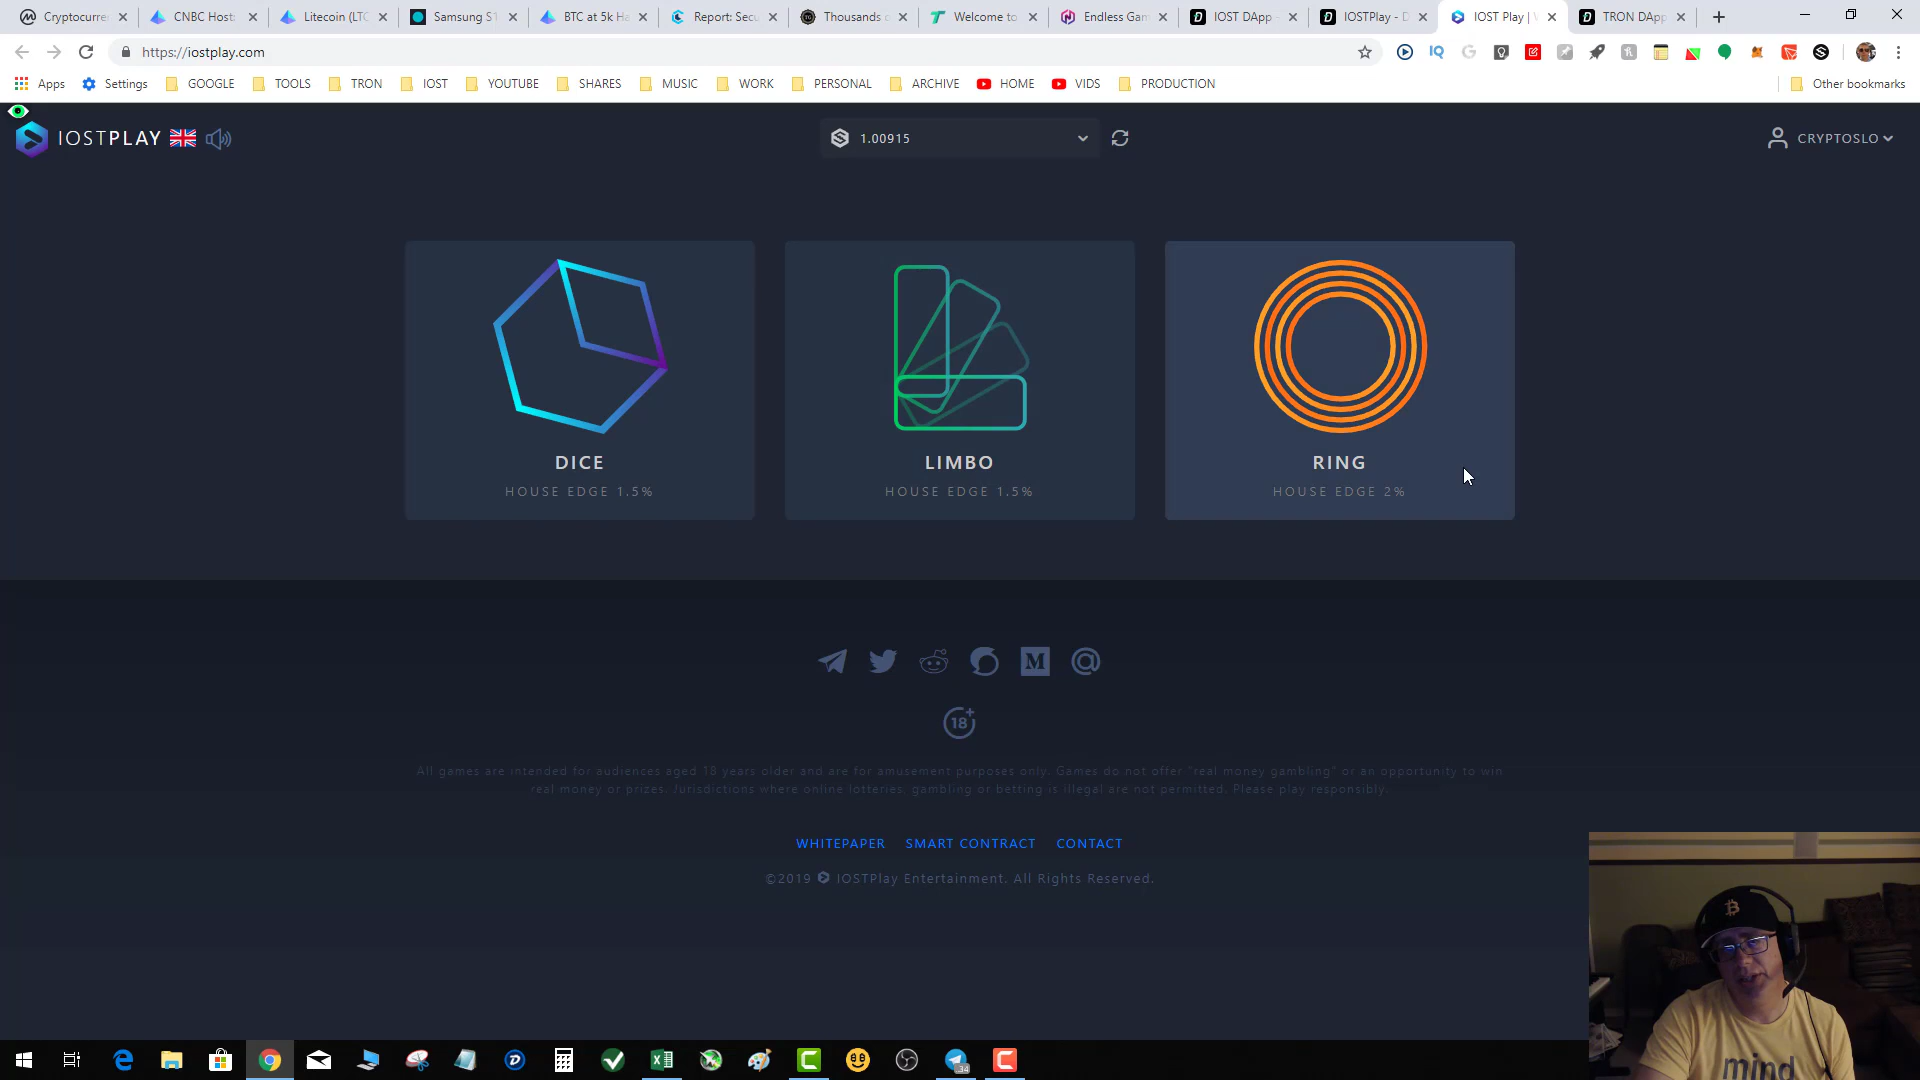 Cryptocurre
CNBC Host
Litecoin (LTC
Samsung S1
BTC at 5k Ha
Report: Secu
Thousands o
Welcome to
Endless Gam
IOST DApp
IOSTPlay - D
IOST Play | V
TRON DApp
https://iostplay.com
Apps
Settings
GOOGLE
TOOLS
TRON
IOST
YOUTUBE
SHARES
MUSIC
WORK
PERSONAL
ARCHIVE
HOME
VIDS
PRODUCTION
Other bookmarks
IOSTPLAY
1.00915
CRYPTOSLO
DICE
HOUSE EDGE 1.5%
LIMBO
HOUSE EDGE 1.5%
RING
HOUSE EDGE 2%
M
18+
All games are intended for audiences aged 18 years older and are for amusement purposes only. Games do not offer "real money gambling" or an opportunity to win
real money or prizes. Jurisdictions where online lotteries, gambling or betting is illegal are not permitted. Please play responsibly.
WHITEPAPER
SMART CONTRACT
CONTACT
©2019 IOSTPlay Entertainment. All Rights Reserved.
mind
34